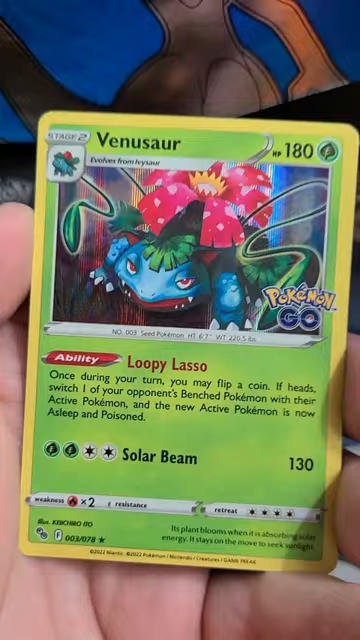 STAGE 2
Venusaur
HP 180
Evolves from Ivysaur
Pokémon
GO
NO. 003 Seed Pokémon HT: 6'7" WT: 220.5 lbs.
Ability
Loopy Lasso
Once during your turn, you may flip a coin. If heads,
switch 1 of your opponent's Benched Pokémon with their
Active Pokémon, and the new Active Pokémon is now
Asleep and Poisoned.
Solar Beam
130
weakness ×2 resistance retreat
Illus. KEIICHIRO ITO
F 003/078 ★
Its plant blooms when it is absorbing solar
energy. It stays on the move to seek sunlight.
©2022 Niantic. ©2022 Pokémon / Nintendo / Creatures / GAME FREAK